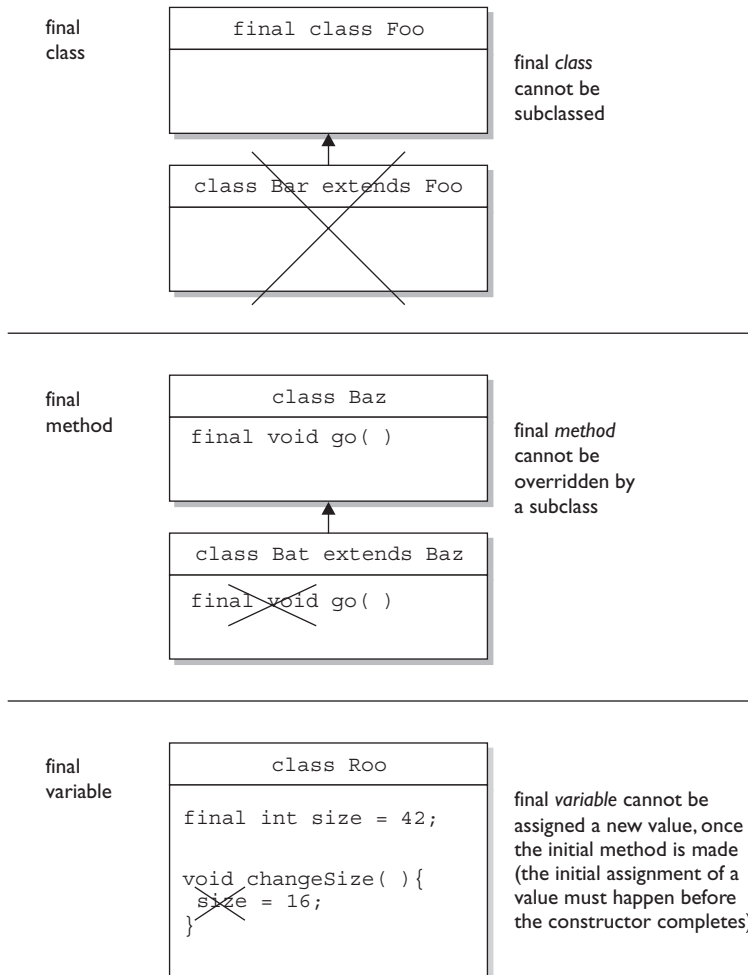 final
class
final class Foo
final class
cannot be
subclassed
class Bar extends Foo
final
method
class Baz
final void go( )
final method
cannot be
overridden by
a subclass
class Bat extends Baz
final void go( )
final
variable
class Roo
final int size = 42;
void changeSize( ){
size = 16;
}
final variable cannot be
assigned a new value, once
the initial method is made
(the initial assignment of a
value must happen before
the constructor completes)